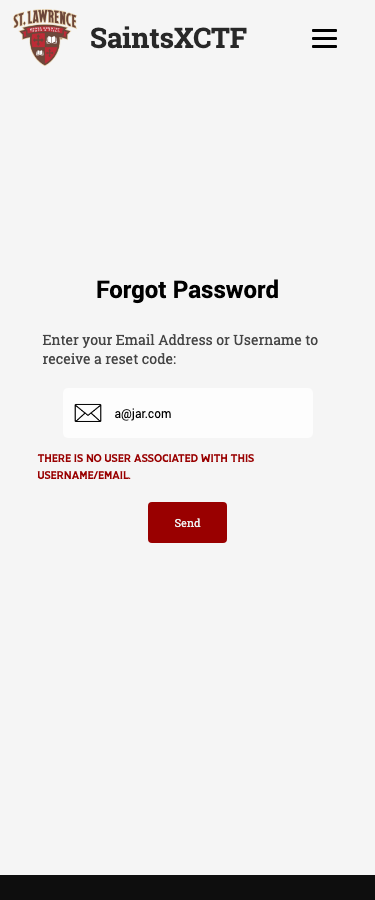 ST. LAWRENCE
SaintsXCTF
Forgot Password
Enter your Email Address or Username to
receive a reset code:
a@jar.com
THERE IS NO USER ASSOCIATED WITH THIS
USERNAME/EMAIL.
Send